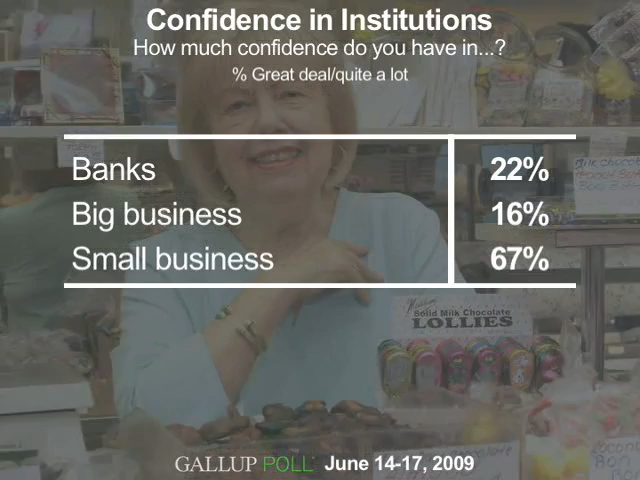 Confidence in Institutions
How much confidence do you have in...?
% Great deal/quite a lot
Banks 22%
Big business 16%
Small business 67%
Solid Milk Chocolate
LOLLIES
GALLUP POLL June 14-17, 2009